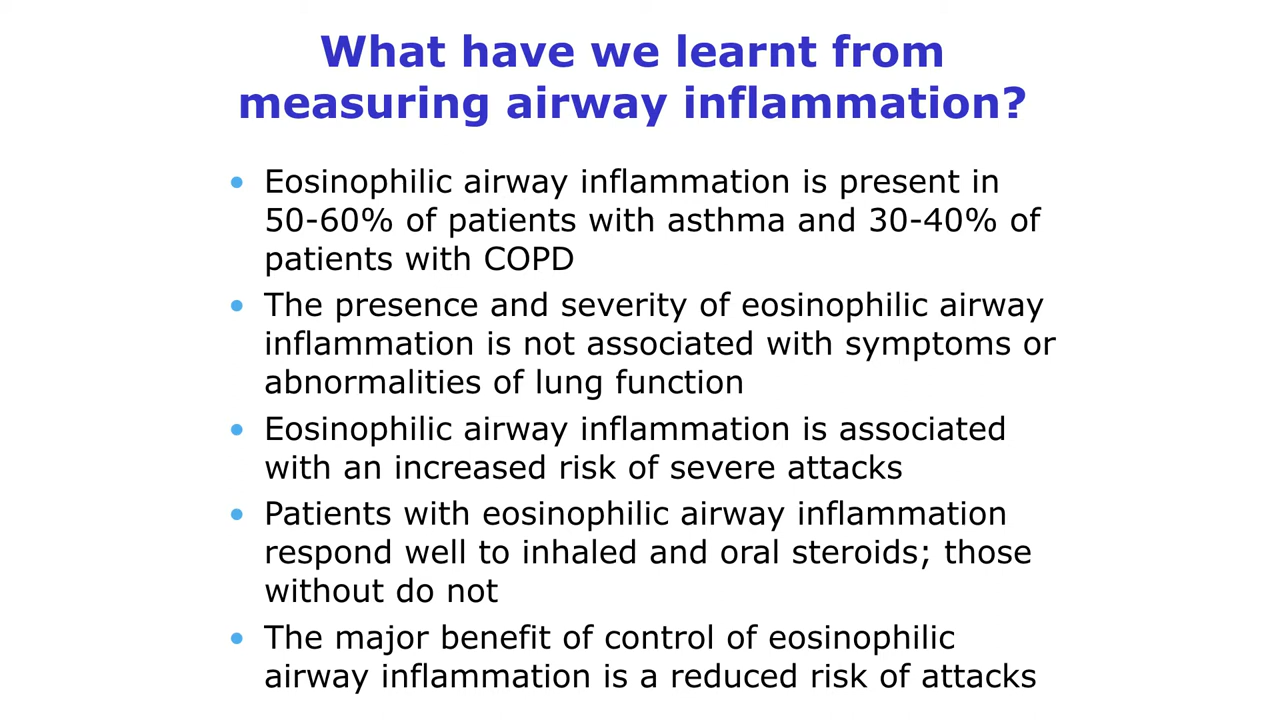 What have we learnt from
measuring airway inflammation?
• Eosinophilic airway inflammation is present in
50-60% of patients with asthma and 30-40% of
patients with COPD
• The presence and severity of eosinophilic airway
inflammation is not associated with symptoms or
abnormalities of lung function
• Eosinophilic airway inflammation is associated
with an increased risk of severe attacks
• Patients with eosinophilic airway inflammation
respond well to inhaled and oral steroids; those
without do not
• The major benefit of control of eosinophilic
airway inflammation is a reduced risk of attacks